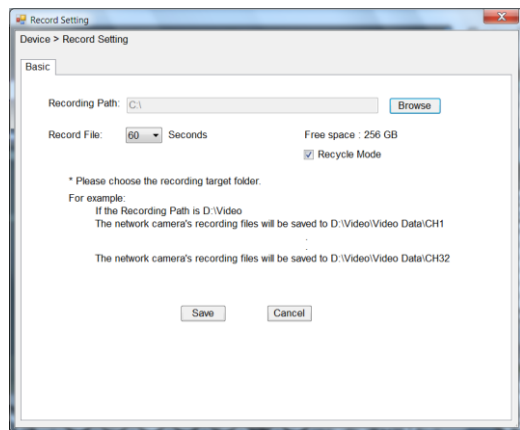 Record Setting
Device > Record Setting
Basic
Recording Path: C:\ Browse
Record File: 60 Seconds Free space : 256 GB
Recycle Mode
* Please choose the recording target folder.
For example:
If the Recording Path is D:\Video
The network camera's recording files will be saved to D:\Video\Video Data\CH1
.
.
The network camera's recording files will be saved to D:\Video\Video Data\CH32
Save Cancel